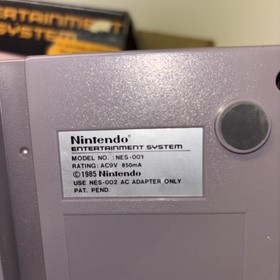 ERTAINMENT
SYSTEM
Nintendo®
ENTERTAINMENT SYSTEM
MODEL NO. : NES-001
RATING: AC9V 850mA
©1985 Nintendo
USE NES-002 AC ADAPTER ONLY
PAT. PEND.